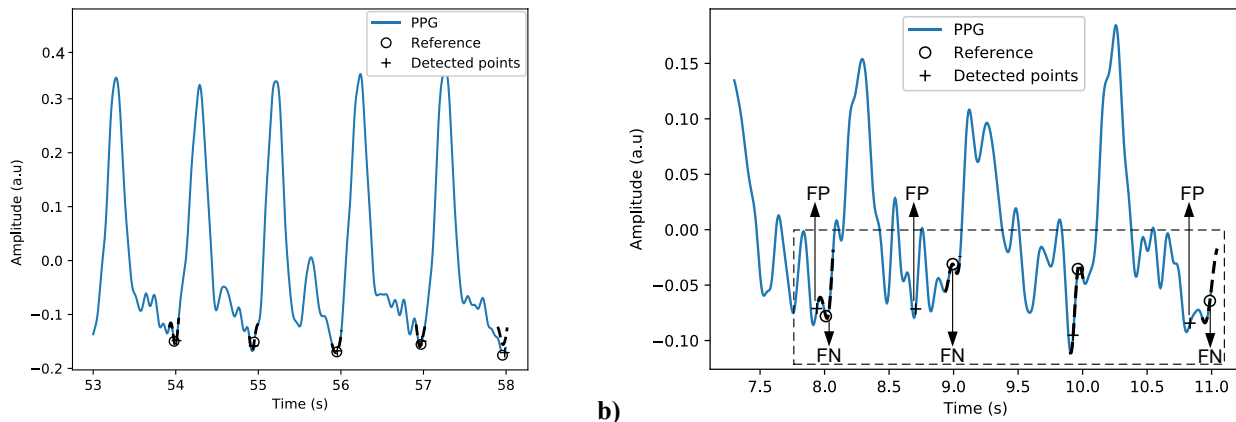 PPG
Reference
Detected points
Amplitude (a.u)
0.4
0.3
0.1
0.0
−0.1
−0.2
53 54 55 56 57 58
Time (s)
b)
PPG
Reference
Detected points
Amplitude (a.u)
0.15
0.10
0.05
0.00
−0.05
−0.10
FP FP FP
FN FN FN
7.5 8.0 8.5 9.0 9.5 10.0 10.5 11.0
Time (s)